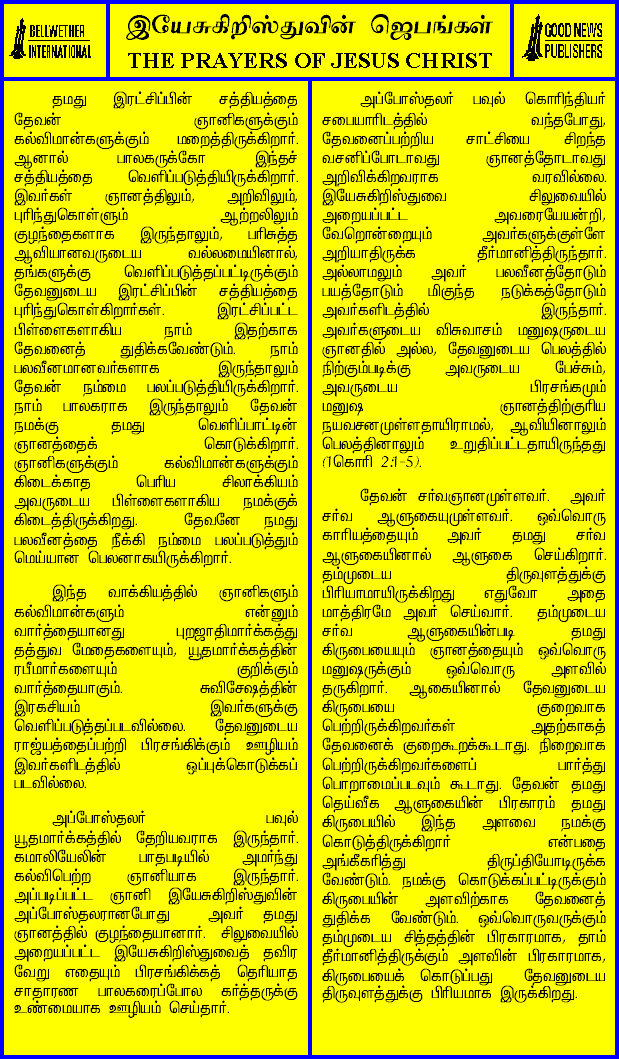 BELLWETHER
INTERNATIONAL
இயேசுகிறிஸ்துவின் ஜெபங்கள்
THE PRAYERS OF JESUS CHRIST
GOOD NEWS
PUBLISHERS
தமது இரட்சிப்பின் சத்தியத்தை
தேவன் ஞானிகளுக்கும்
கல்விமான்களுக்கும் மறைத்திருக்கிறார்.
ஆனால் பாலகருக்கோ இந்தச்
சத்தியத்தை வெளிப்படுத்தியிருக்கிறார்.
இவர்கள் ஞானத்திலும், அறிவிலும்,
புரிந்துகொள்ளும் ஆற்றலிலும்
குழந்தைகளாக இருந்தாலும், பரிசுத்த
ஆவியானவருடைய வல்லமையினால்,
தங்களுக்கு வெளிப்படுத்தப்பட்டிருக்கும்
தேவனுடைய இரட்சிப்பின் சத்தியத்தை
புரிந்துகொள்கிறார்கள். இரட்சிப்பட்ட
பிள்ளைகளாகிய நாம் இதற்காக
தேவனைத் துதிக்கவேண்டும். நாம்
பலவீனமானவர்களாக இருந்தாலும்
தேவன் நம்மை பலப்படுத்தியிருக்கிறார்.
நாம் பாலகராக இருந்தாலும் தேவன்
நமக்கு தமது வெளிப்பாட்டின்
ஞானத்தைக் கொடுக்கிறார்.
ஞானிகளுக்கும் கல்விமான்களுக்கும்
கிடைக்காத பெரிய சிலாக்கியம்
அவருடைய பிள்ளைகளாகிய நமக்குக்
கிடைத்திருக்கிறது. தேவனே நமது
பலவீனத்தை நீக்கி நம்மை பலப்படுத்தும்
மெய்யான பெலனாகயிருக்கிறார்.
இந்த வாக்கியத்தில் ஞானிகளும்
கல்விமான்களும் என்னும்
வார்த்தையானது புறஜாதிமார்க்கத்து
தத்துவ மேதைகளையும், யூதமார்க்கத்தின்
ரபீமார்களையும் குறிக்கும்
வார்த்தையாகும். சுவிசேஷத்தின்
இரகசியம் இவர்களுக்கு
வெளிப்படுத்தப்படவில்லை. தேவனுடைய
ராஜ்யத்தைப்பற்றி பிரசங்கிக்கும் ஊழியம்
இவர்களிடத்தில் ஒப்புக்கொடுக்கப்
படவில்லை.
அப்போஸ்தலர் பவுல்
யூதமார்க்கத்தில் தேறியவராக இருந்தார்.
கமாலியேலின் பாதபடியில் அமர்ந்து
கல்விபெற்ற ஞானியாக இருந்தார்.
அப்படிப்பட்ட ஞானி இயேசுகிறிஸ்துவின்
அப்போஸ்தலரானபோது அவர் தமது
ஞானத்தில் குழந்தையானார். சிலுவையில்
அறையப்பட்ட இயேசுகிறிஸ்துவைத் தவிர
வேறு எதையும் பிரசங்கிக்கத் தெரியாத
சாதாரண பாலகரைப்போல கர்த்தருக்கு
உண்மையாக ஊழியம் செய்தார்.
அப்போஸ்தலர் பவுல் கொரிந்தியர்
சபையாரிடத்தில் வந்தபோது,
தேவனைப்பற்றிய சாட்சியை சிறந்த
வசனிப்போடாவது ஞானத்தோடாவது
அறிவிக்கிறவராக வரவில்லை.
இயேசுகிறிஸ்துவை சிலுவையில்
அறையப்பட்ட அவரையேயன்றி,
வேறொன்றையும் அவர்களுக்குள்ளே
அறியாதிருக்க தீர்மானித்திருந்தார்.
அல்லாமலும் அவர் பலவீனத்தோடும்
பயத்தோடும் மிகுந்த நடுக்கத்தோடும்
அவர்களிடத்தில் இருந்தார்.
அவர்களுடைய விசுவாசம் மனுஷருடைய
ஞானதில் அல்ல, தேவனுடைய பெலத்தில்
நிற்கும்படிக்கு அவருடைய பேச்சும்,
அவருடைய பிரசங்கமும்
மனுஷ ஞானத்திற்குரிய
நயவசனமுள்ளதாயிராமல், ஆவியினாலும்
பெலத்தினாலும் உறுதிப்பட்டதாயிருந்தது
(1கொரி 2:1-5).
தேவன் சர்வஞானமுள்ளவர். அவர்
சர்வ ஆளுகையுமுள்ளவர். ஒவ்வொரு
காரியத்தையும் அவர் தமது சர்வ
ஆளுகையினால் ஆளுகை செய்கிறார்.
தம்முடைய திருவுளத்துக்கு
பிரியாமாயிருக்கிறது எதுவோ அதை
மாத்திரமே அவர் செய்வார். தம்முடைய
சர்வ ஆளுகையின்படி தமது
கிருபையையும் ஞானத்தையும் ஒவ்வொரு
மனுஷருக்கும் ஒவ்வொரு அளவில்
தருகிறார். ஆகையினால் தேவனுடைய
கிருபையை குறைவாக
பெற்றிருக்கிறவர்கள் அதற்காகத்
தேவனைக் குறைகூறக்கூடாது. நிறைவாக
பெற்றிருக்கிறவர்களைப் பார்த்து
பொறாமைப்படவும் கூடாது. தேவன் தமது
தெய்வீக ஆளுகையின் பிரகாரம் தமது
கிருபையில் இந்த அளவை நமக்கு
கொடுத்திருக்கிறார் என்பதை
அங்கீகரித்து திருப்தியோடிருக்க
வேண்டும். நமக்கு கொடுக்கப்பட்டிருக்கும்
கிருபையின் அளவிற்காக தேவனைத்
துதிக்க வேண்டும். ஒவ்வொருவருக்கும்
தம்முடைய சித்தத்தின் பிரகாரமாக, தாம்
தீர்மானித்திருக்கும் அளவின் பிரகாரமாக,
கிருபையைக் கொடுப்பது தேவனுடைய
திருவுளத்துக்கு பிரியமாக இருக்கிறது.